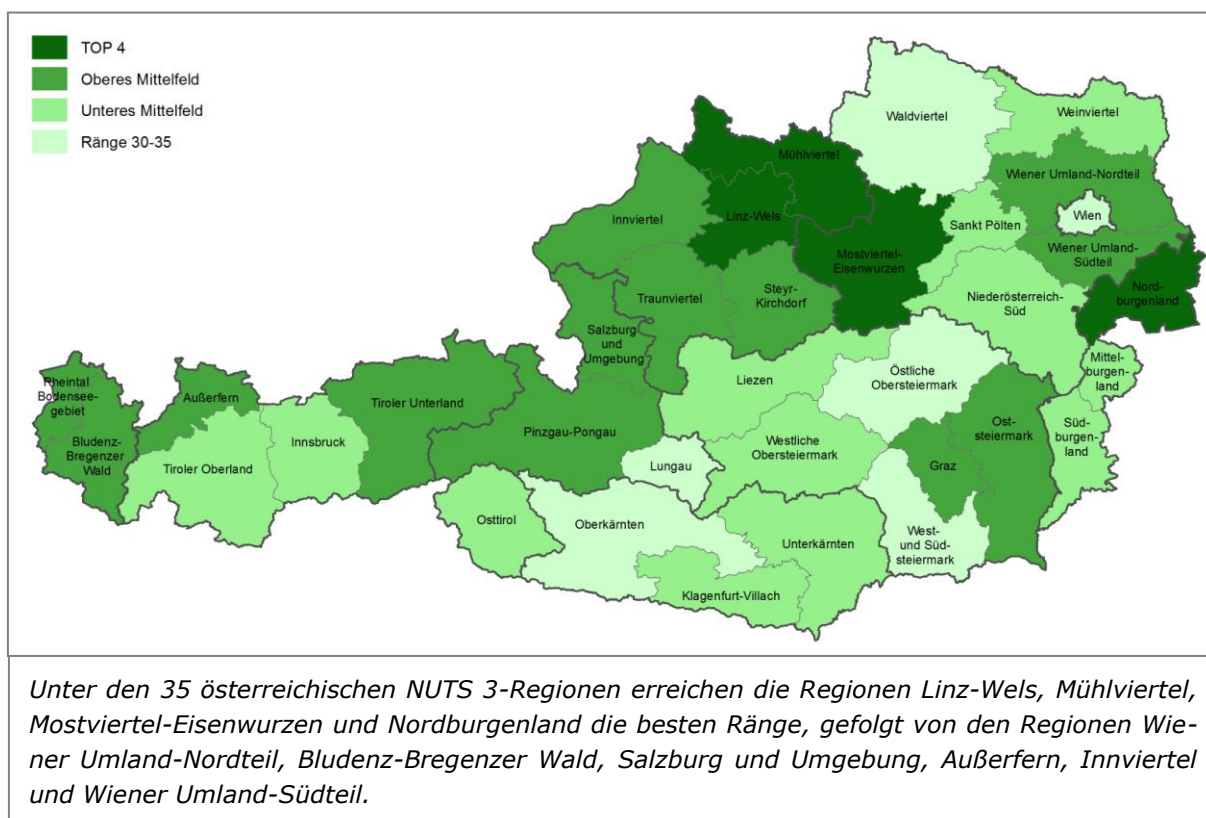 TOP 4
Oberes Mittelfeld
Unteres Mittelfeld
Ränge 30-35
Waldviertel
Weinviertel
Mühlviertel
Wiener Umland-Nordteil
Innviertel
Linz-Wels
Wien
Sankt Pölten
Mostviertel-
Eisenwurzen
Wiener Umland-
Südteil
Nord-
burgenland
Traunviertel
Steyr-
Kirchdorf
Niederösterreich-
Süd
Salzburg
und
Umgebung
Mittel-
burgen-
land
Rheintal
Bodensee-
gebiet
Außerfern
Tiroler Unterland
Liezen
Östliche
Obersteiermark
Bludenz-
Bregenzer
Wald
Tiroler Oberland
Innsbruck
Pinzgau-Pongau
Westliche
Obersteiermark
Ost-
steiermark
Süd-
burgen-
land
Lungau
Graz
Osttirol
Oberkärnten
Unterkärnten
West-
und Süd-
steiermark
Klagenfurt-Villach
Unter den 35 österreichischen NUTS 3-Regionen erreichen die Regionen Linz-Wels, Mühlviertel,
Mostviertel-Eisenwurzen und Nordburgenland die besten Ränge, gefolgt von den Regionen Wie-
ner Umland-Nordteil, Bludenz-Bregenzer Wald, Salzburg und Umgebung, Außerfern, Innviertel
und Wiener Umland-Südteil.